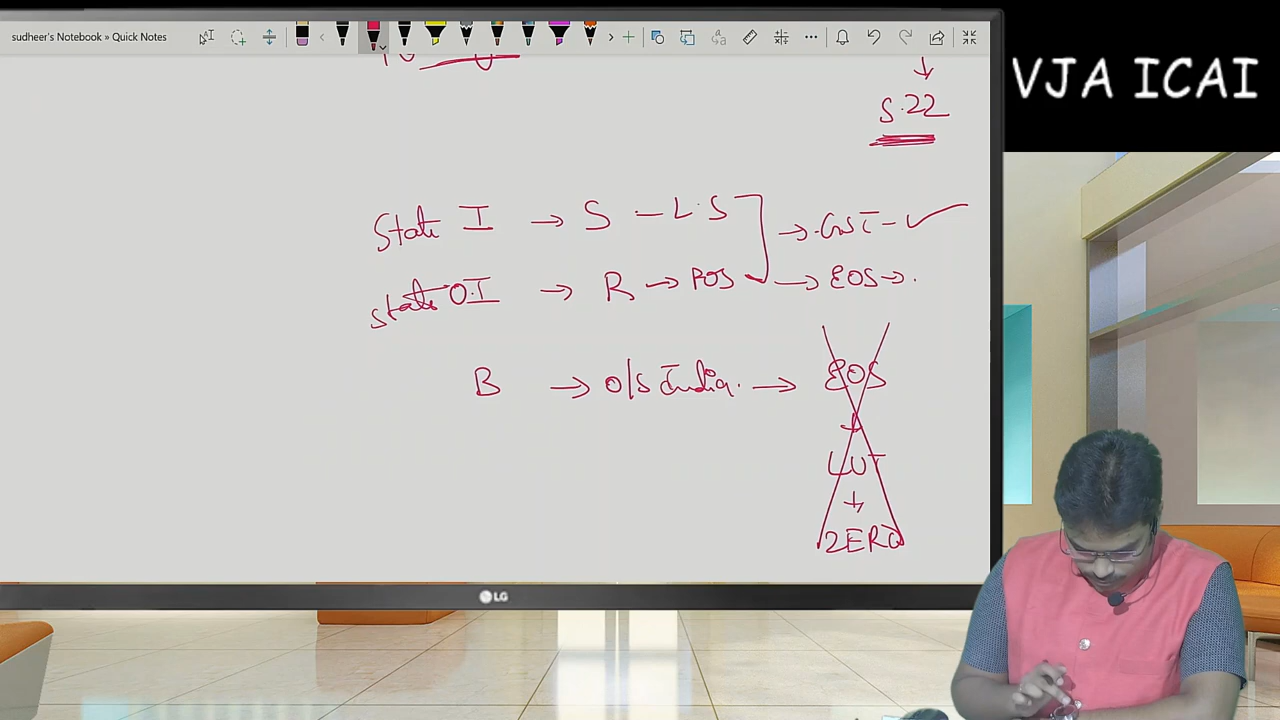 sudheer's Notebook » Quick Notes
VJA ICAI
S.22
State I → S – L.S → GST – ✓
State O.I → R → POS → EOS → .
B → O/S India. → EOS
↓
LUT
↓
ZERO
LG